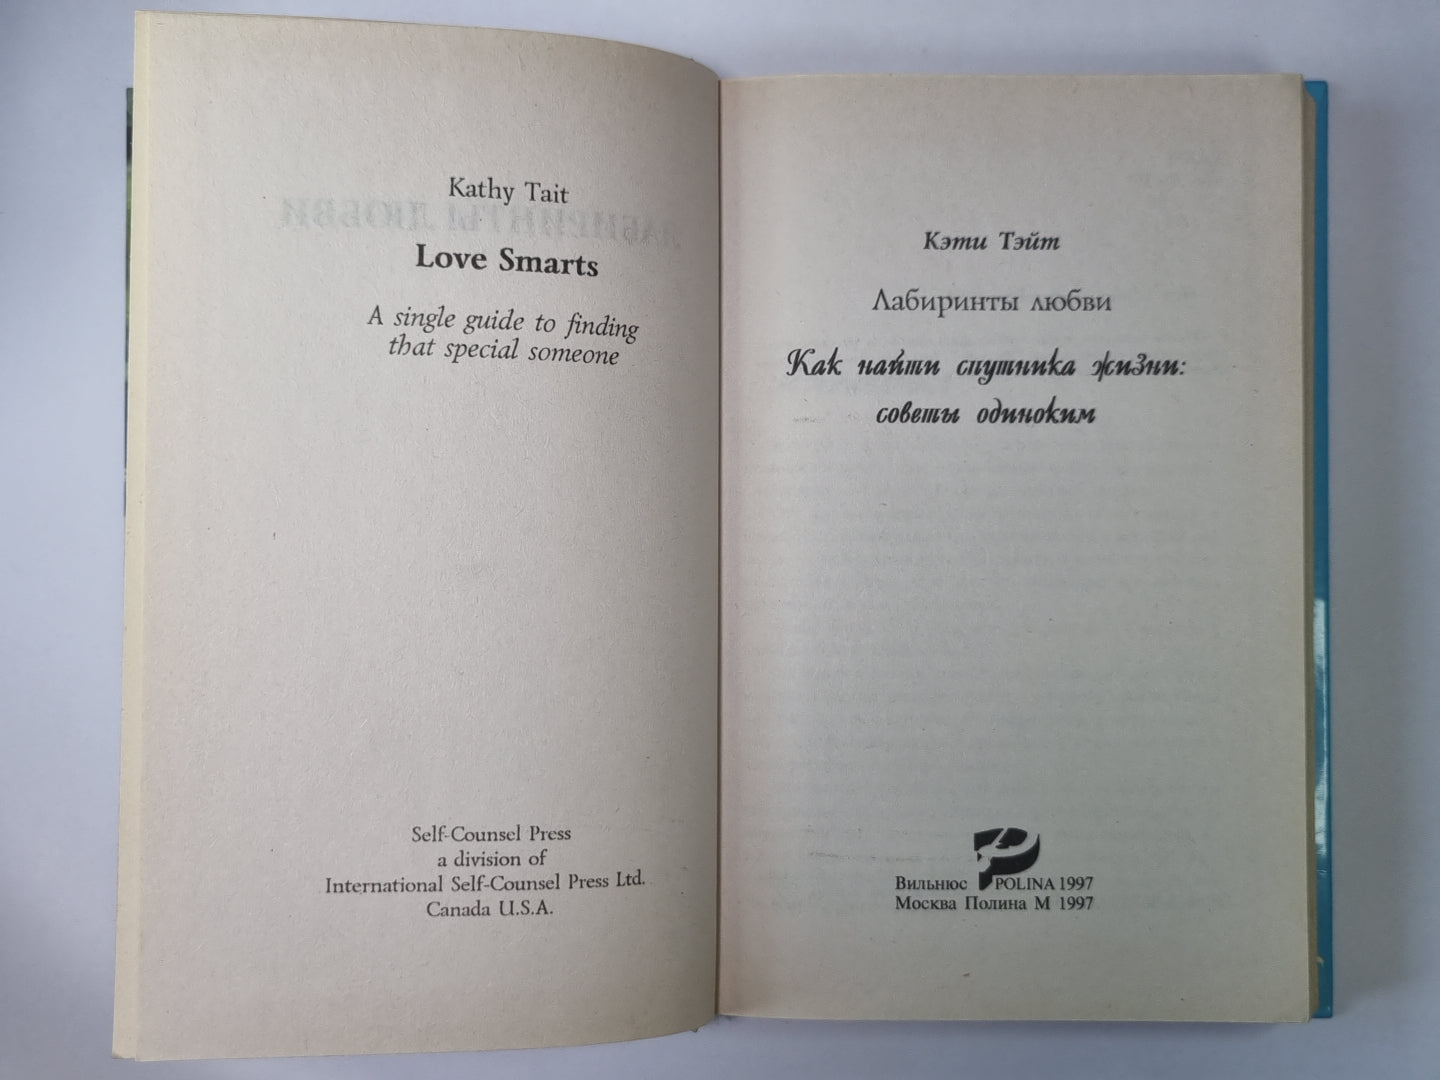 Kathy Tait
Love Smarts
A single guide to finding
that special someone
Self-Counsel Press
a division of
International Self-Counsel Press Ltd.
Canada U.S.A.
Кэти Тэйт
Лабиринты любви
Как найти спутника жизни:
советы одиноким
Вильнюс POLINA 1997
Москва Полина М 1997